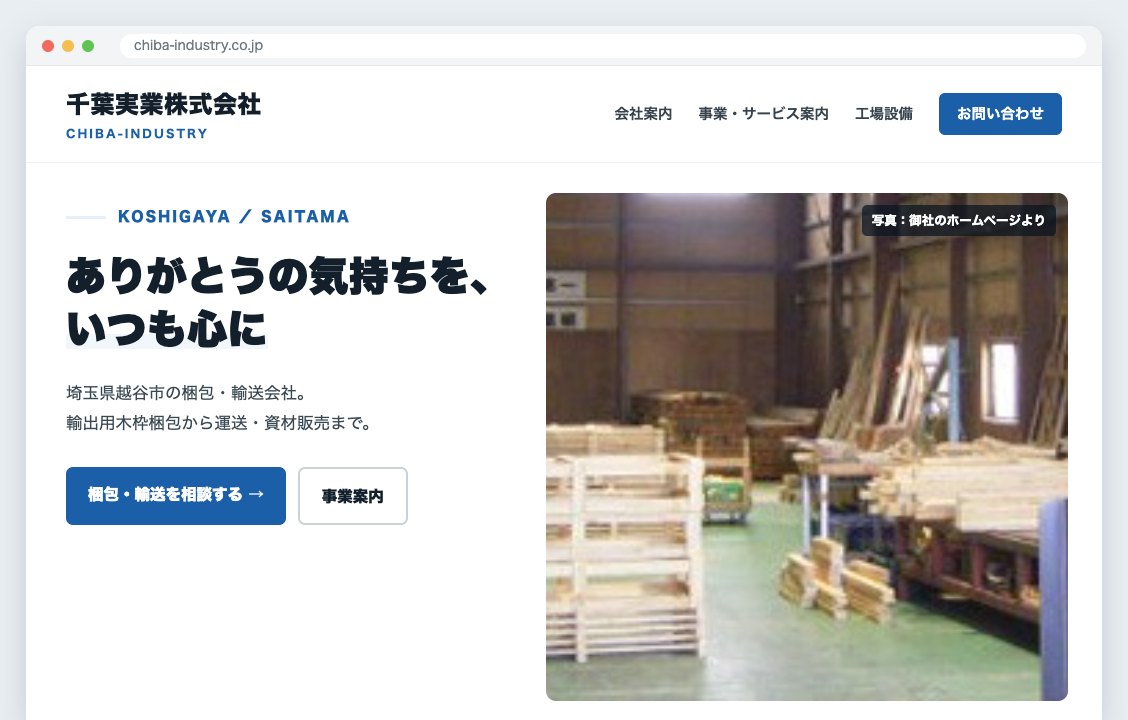 chiba-industry.co.jp
千葉実業株式会社
CHIBA-INDUSTRY
会社案内 事業・サービス案内 工場設備 お問い合わせ
KOSHIGAYA ／ SAITAMA
写真：御社のホームページより
ありがとうの気持ちを、
いつも心に
埼玉県越谷市の梱包・輸送会社。
輸出用木枠梱包から運送・資材販売まで。
梱包・輸送を相談する →
事業案内